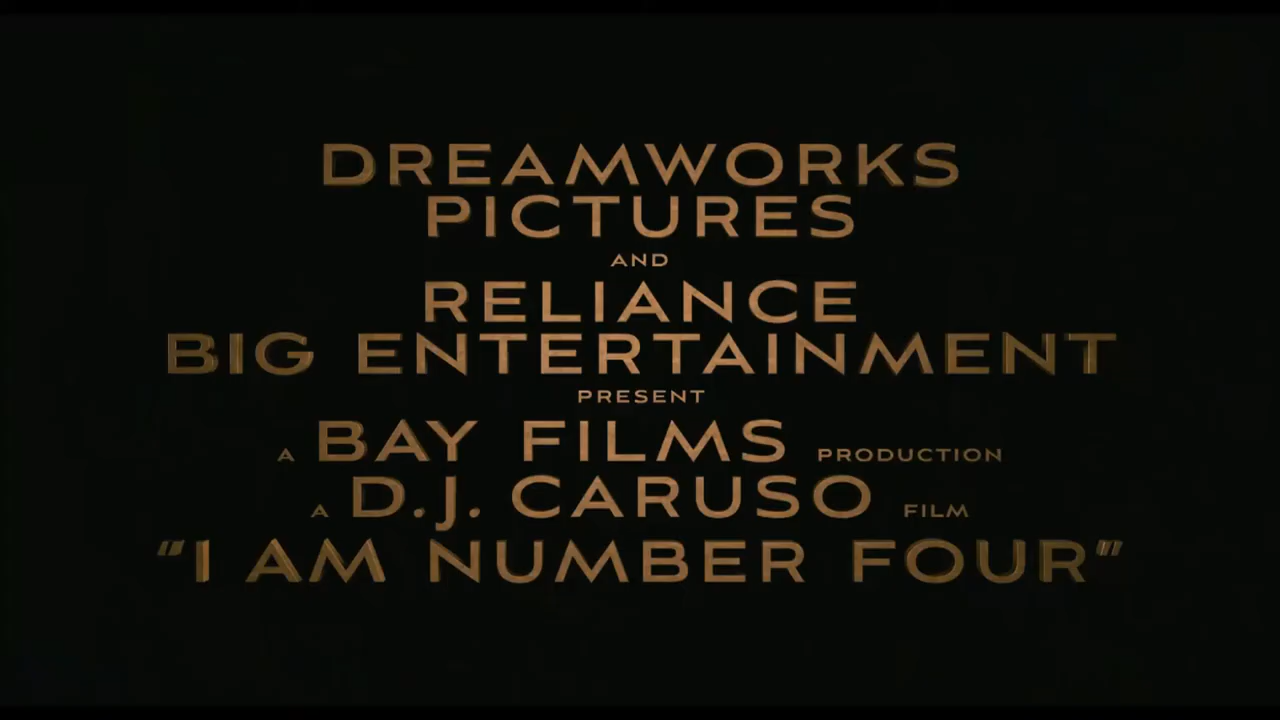 DREAMWORKS
PICTURES
AND
RELIANCE
BIG ENTERTAINMENT
PRESENT
A BAY FILMS PRODUCTION
A D.J. CARUSO FILM
“I AM NUMBER FOUR”